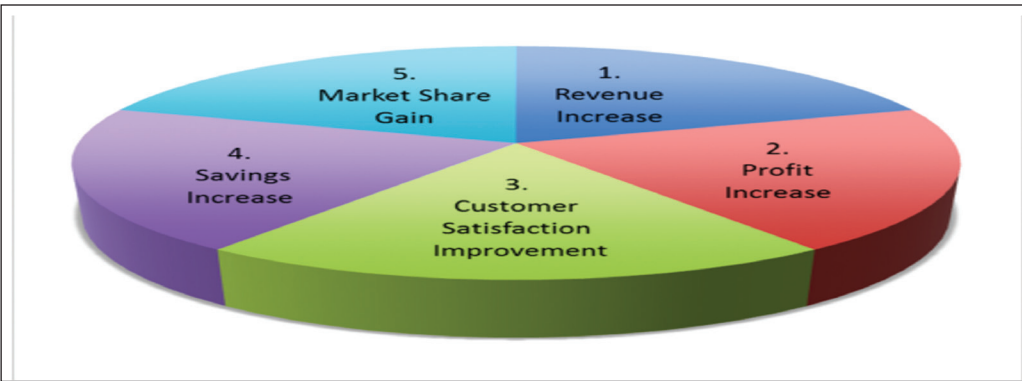 1.
Revenue
Increase
2.
Profit
Increase
3.
Customer
Satisfaction
Improvement
4.
Savings
Increase
5.
Market Share
Gain